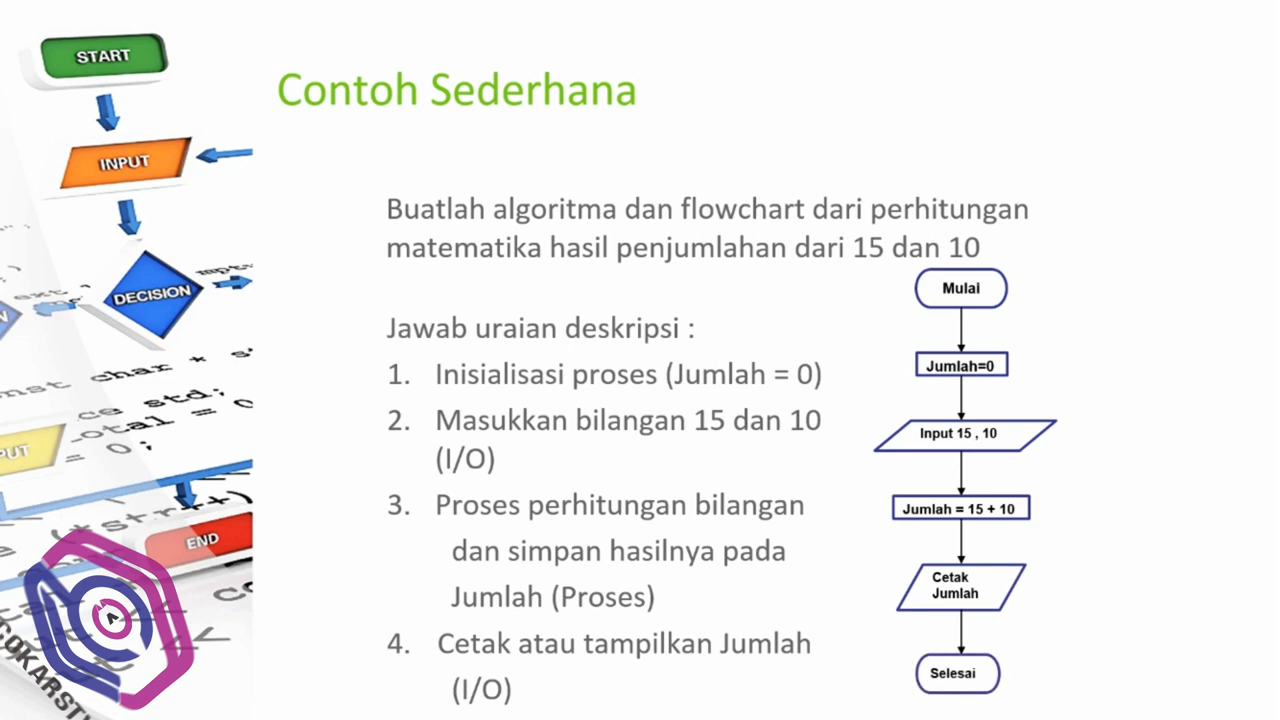 START
INPUT
DECISION
END
Contoh Sederhana
Buatlah algoritma dan flowchart dari perhitungan
matematika hasil penjumlahan dari 15 dan 10
Jawab uraian deskripsi :
1. Inisialisasi proses (Jumlah = 0)
2. Masukkan bilangan 15 dan 10
(I/O)
3. Proses perhitungan bilangan
dan simpan hasilnya pada
Jumlah (Proses)
4. Cetak atau tampilkan Jumlah
(I/O)
Mulai
Jumlah=0
Input 15 , 10
Jumlah = 15 + 10
Cetak
Jumlah
Selesai